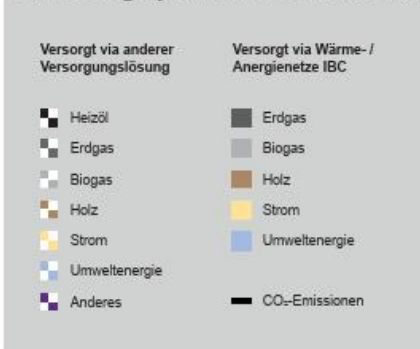 Versorgt via anderer
Versorgungslösung
Heizöl
Erdgas
Biogas
Holz
Strom
Umweltenergie
Anderes
Versorgt via Wärme- /
Anergienetze IBC
Erdgas
Biogas
Holz
Strom
Umweltenergie
CO₂-Emissionen